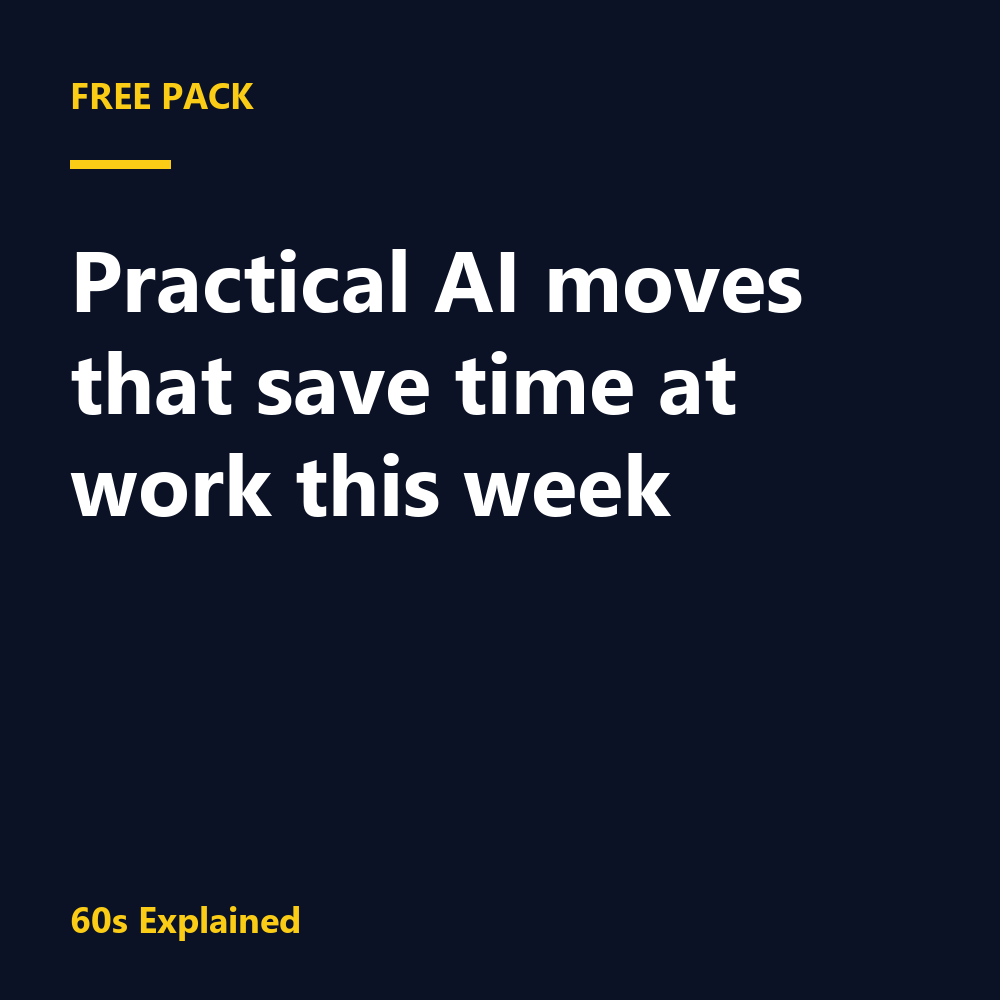 FREE PACK
Practical AI moves
that save time at
work this week
60s Explained